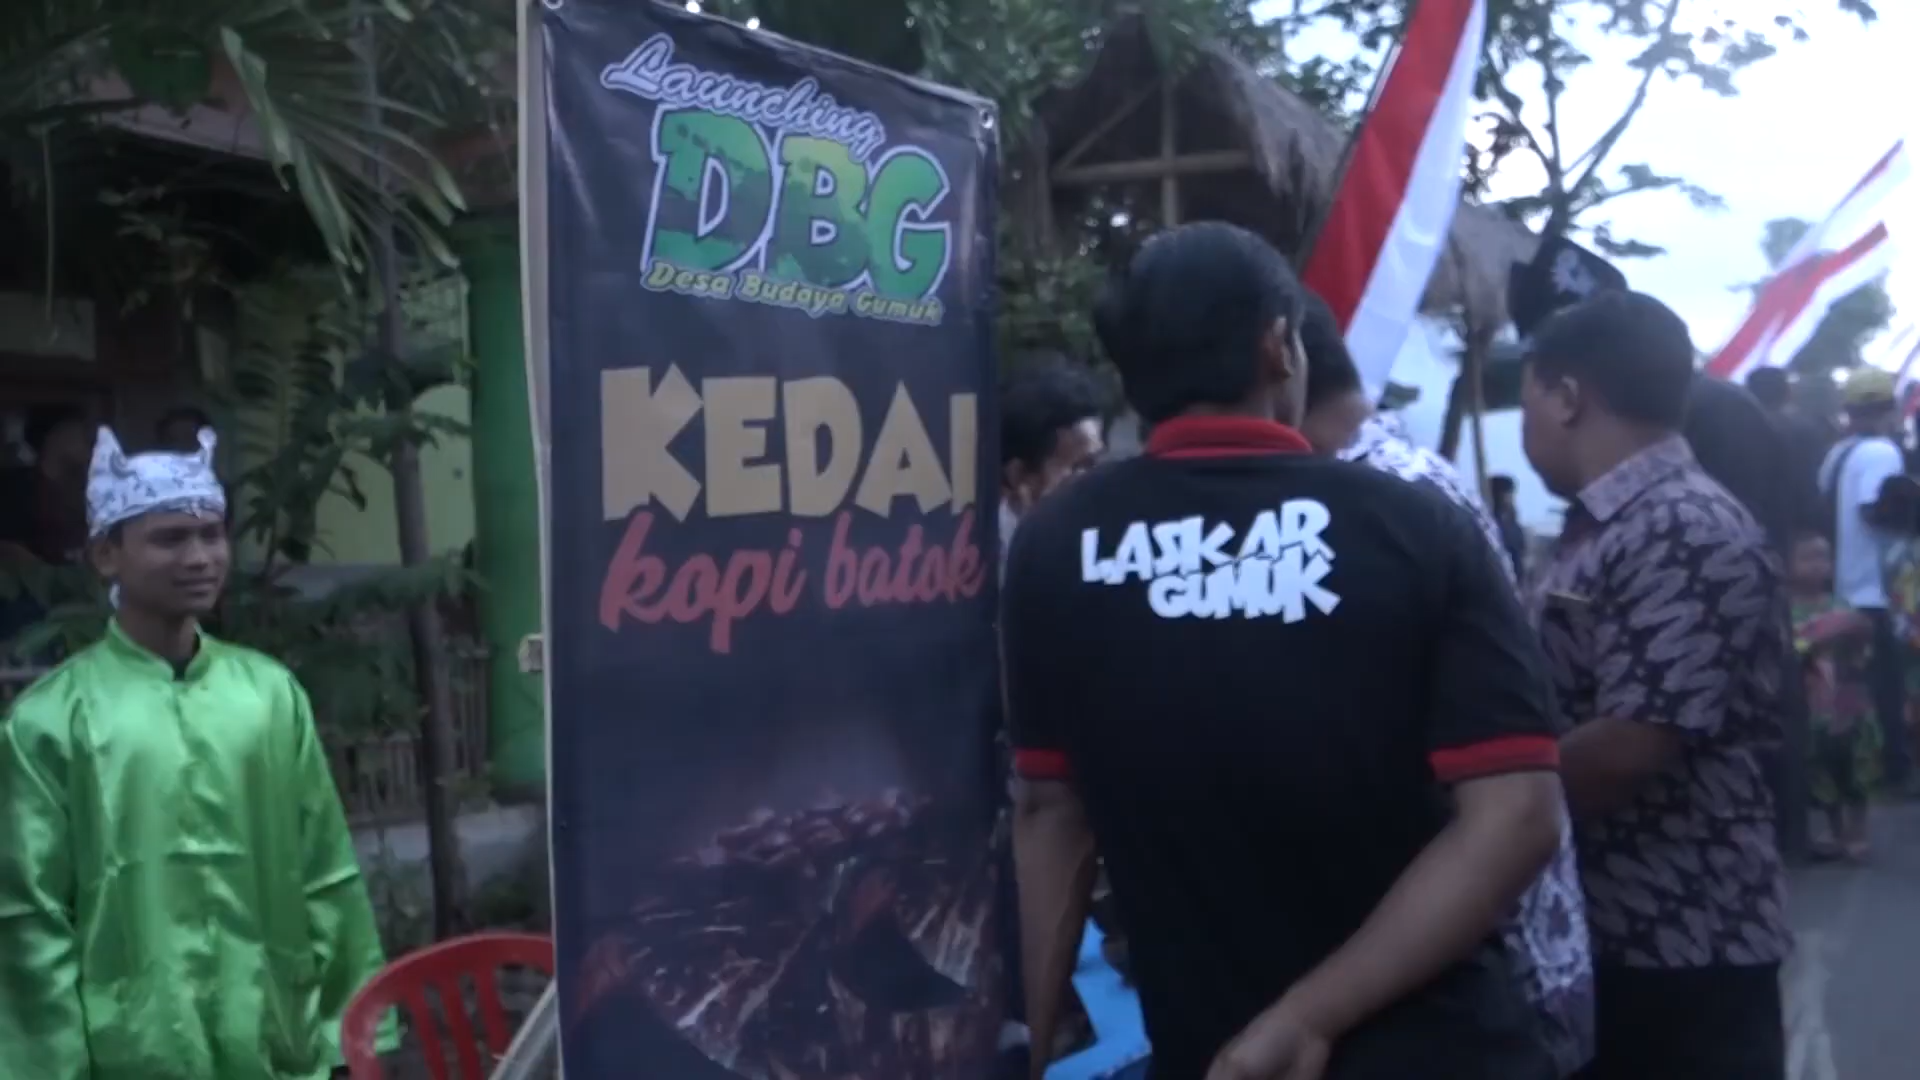 Launching
DBG
Desa Budaya Gumuk
KEDAI
kopi batok
LASKAR
GUMUK